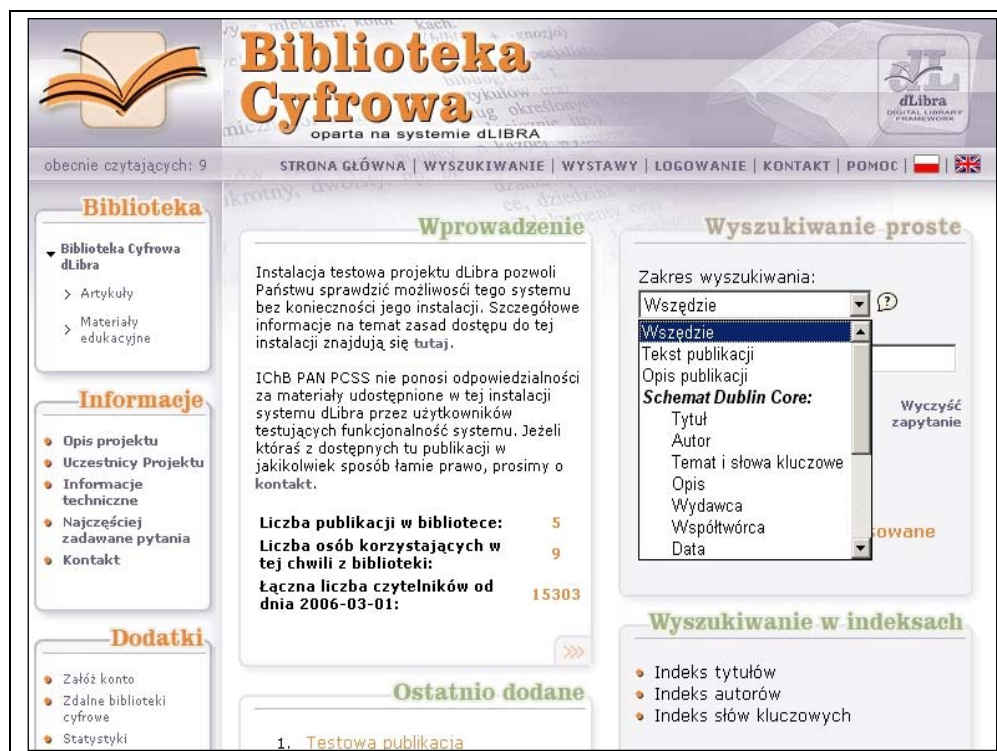 Biblioteka
Cyfrowa
oparta na systemie dLIBRA
dL
dLibra
DIGITAL LIBRARY
FRAMEWORK
obecnie czytających: 9
STRONA GŁÓWNA | WYSZUKIWANIE | WYSTAWY | LOGOWANIE | KONTAKT | POMOC |
Biblioteka
Biblioteka Cyfrowa
dLibra
Artykuły
Materiały
edukacyjne
Informacje
Opis projektu
Uczestnicy Projektu
Informacje
techniczne
Najczęściej
zadawane pytania
Kontakt
Dodatki
Załóż konto
Zdalne biblioteki
cyfrowe
Statystyki
Wprowadzenie
Instalacja testowa projektu dLibra pozwoli
Państwu sprawdzić możliwośći tego systemu
bez konieczności jego instalacji. Szczegółowe
informacje na temat zasad dostępu do tej
instalacji znajdują się tutaj.
IChB PAN PCSS nie ponosi odpowiedzialności
za materiały udostępnione w tej instalacji
systemu dLibra przez użytkowników
testujących funkcjonalność systemu. Jeżeli
któraś z dostępnych tu publikacji w
jakikolwiek sposób łamie prawo, prosimy o
kontakt.
Liczba publikacji w bibliotece: 5
Liczba osób korzystających w
tej chwili z biblioteki: 9
Łączna liczba czytelników od
dnia 2006-03-01: 15303
Ostatnio dodane
1. Testowa publikacja
Wyszukiwanie proste
Zakres wyszukiwania:
Wszędzie
Wszędzie
Tekst publikacji
Opis publikacji
Schemat Dublin Core:
Tytuł
Autor
Temat i słowa kluczowe
Opis
Wydawca
Współtwórca
Data
Wyczyść
zapytanie
sowane
Wyszukiwanie w indeksach
Indeks tytułów
Indeks autorów
Indeks słów kluczowych